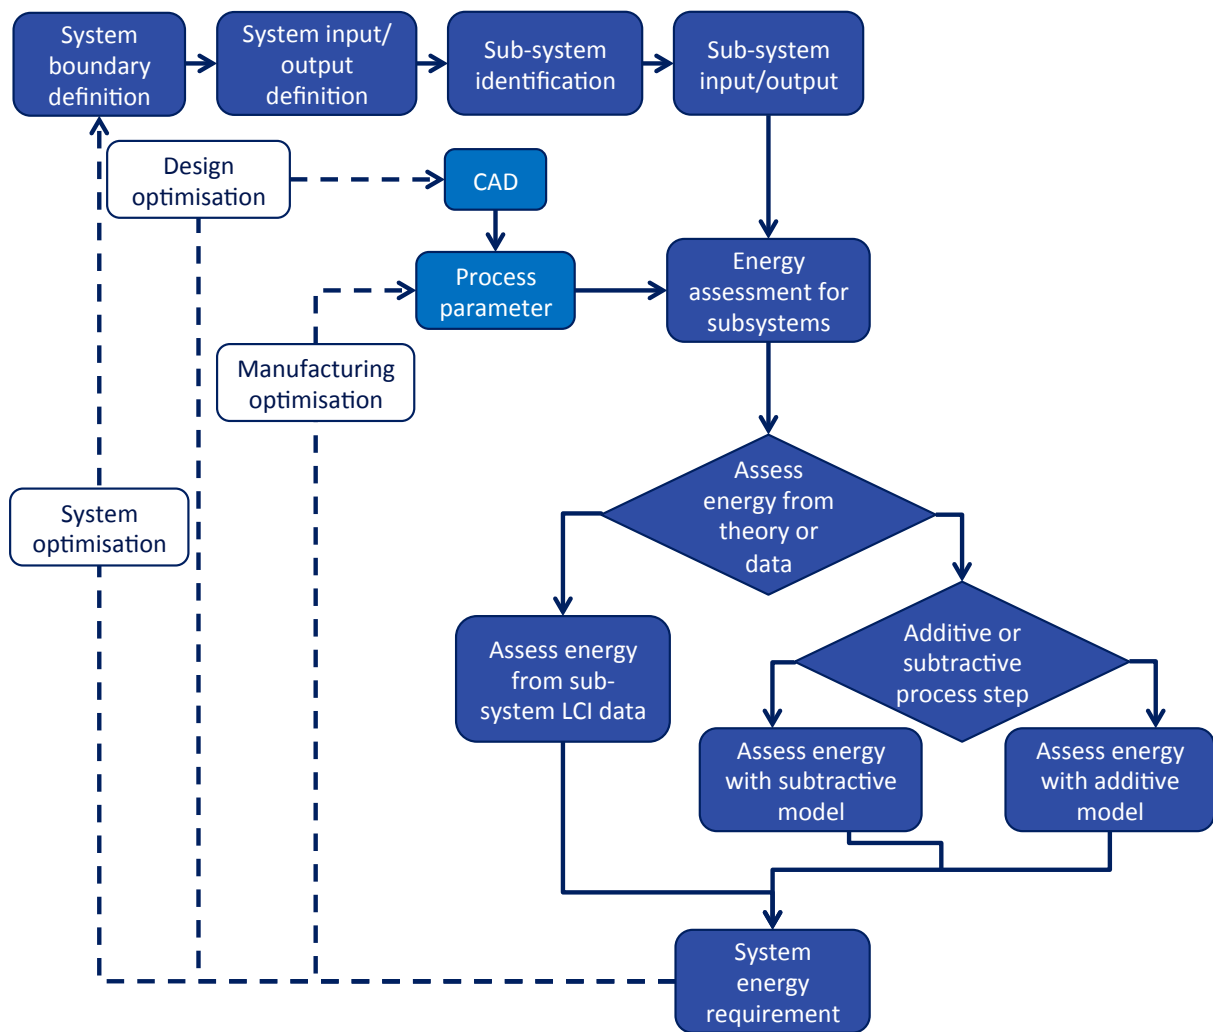 System
boundary
definition
System input/
output
definition
Sub-system
identification
Sub-system
input/output
Design
optimisation
CAD
Process
parameter
Energy
assessment for
subsystems
Manufacturing
optimisation
Assess
energy from
theory or
data
System
optimisation
Assess energy
from sub-
system LCI data
Additive or
subtractive
process step
Assess energy
with subtractive
model
Assess energy
with additive
model
System
energy
requirement